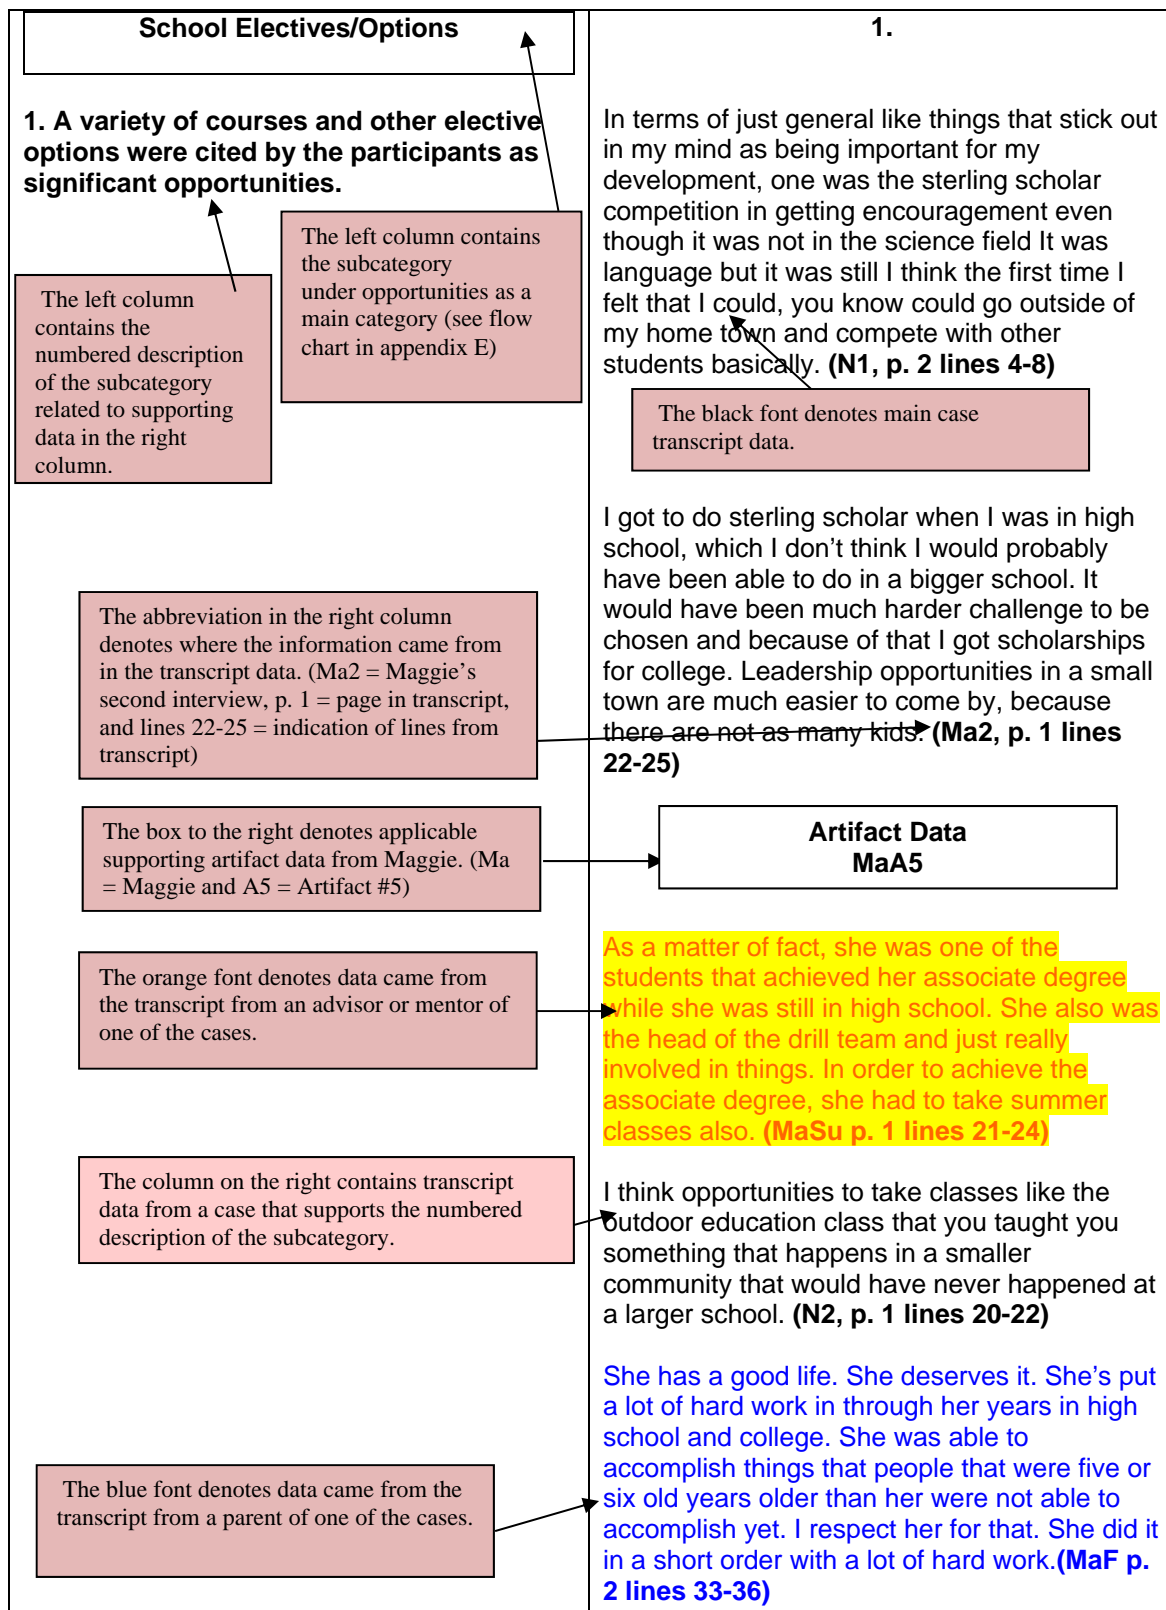 School Electives/Options
1. A variety of courses and other elective
options were cited by the participants as
significant opportunities.
The left column
contains the
numbered description
of the subcategory
related to supporting
data in the right
column.
The left column contains
the subcategory
under opportunities as a
main category (see flow
chart in appendix E)
The abbreviation in the right column
denotes where the information came from
in the transcript data. (Ma2 = Maggie’s
second interview, p. 1 = page in transcript,
and lines 22-25 = indication of lines from
transcript)
The box to the right denotes applicable
supporting artifact data from Maggie. (Ma
= Maggie and A5 = Artifact #5)
The orange font denotes data came from
the transcript from an advisor or mentor of
one of the cases.
The column on the right contains transcript
data from a case that supports the numbered
description of the subcategory.
The blue font denotes data came from the
transcript from a parent of one of the cases.
1.
In terms of just general like things that stick out
in my mind as being important for my
development, one was the sterling scholar
competition in getting encouragement even
though it was not in the science field It was
language but it was still I think the first time I
felt that I could, you know could go outside of
my home town and compete with other
students basically. (N1, p. 2 lines 4-8)
The black font denotes main case
transcript data.
I got to do sterling scholar when I was in high
school, which I don’t think I would probably
have been able to do in a bigger school. It
would have been much harder challenge to be
chosen and because of that I got scholarships
for college. Leadership opportunities in a small
town are much easier to come by, because
there are not as many kids. (Ma2, p. 1 lines
22-25)
Artifact Data
MaA5
As a matter of fact, she was one of the
students that achieved her associate degree
while she was still in high school. She also was
the head of the drill team and just really
involved in things. In order to achieve the
associate degree, she had to take summer
classes also. (MaSu p. 1 lines 21-24)
I think opportunities to take classes like the
outdoor education class that you taught you
something that happens in a smaller
community that would have never happened at
a larger school. (N2, p. 1 lines 20-22)
She has a good life. She deserves it. She’s put
a lot of hard work in through her years in high
school and college. She was able to
accomplish things that people that were five or
six old years older than her were not able to
accomplish yet. I respect her for that. She did it
in a short order with a lot of hard work.(MaF p.
2 lines 33-36)